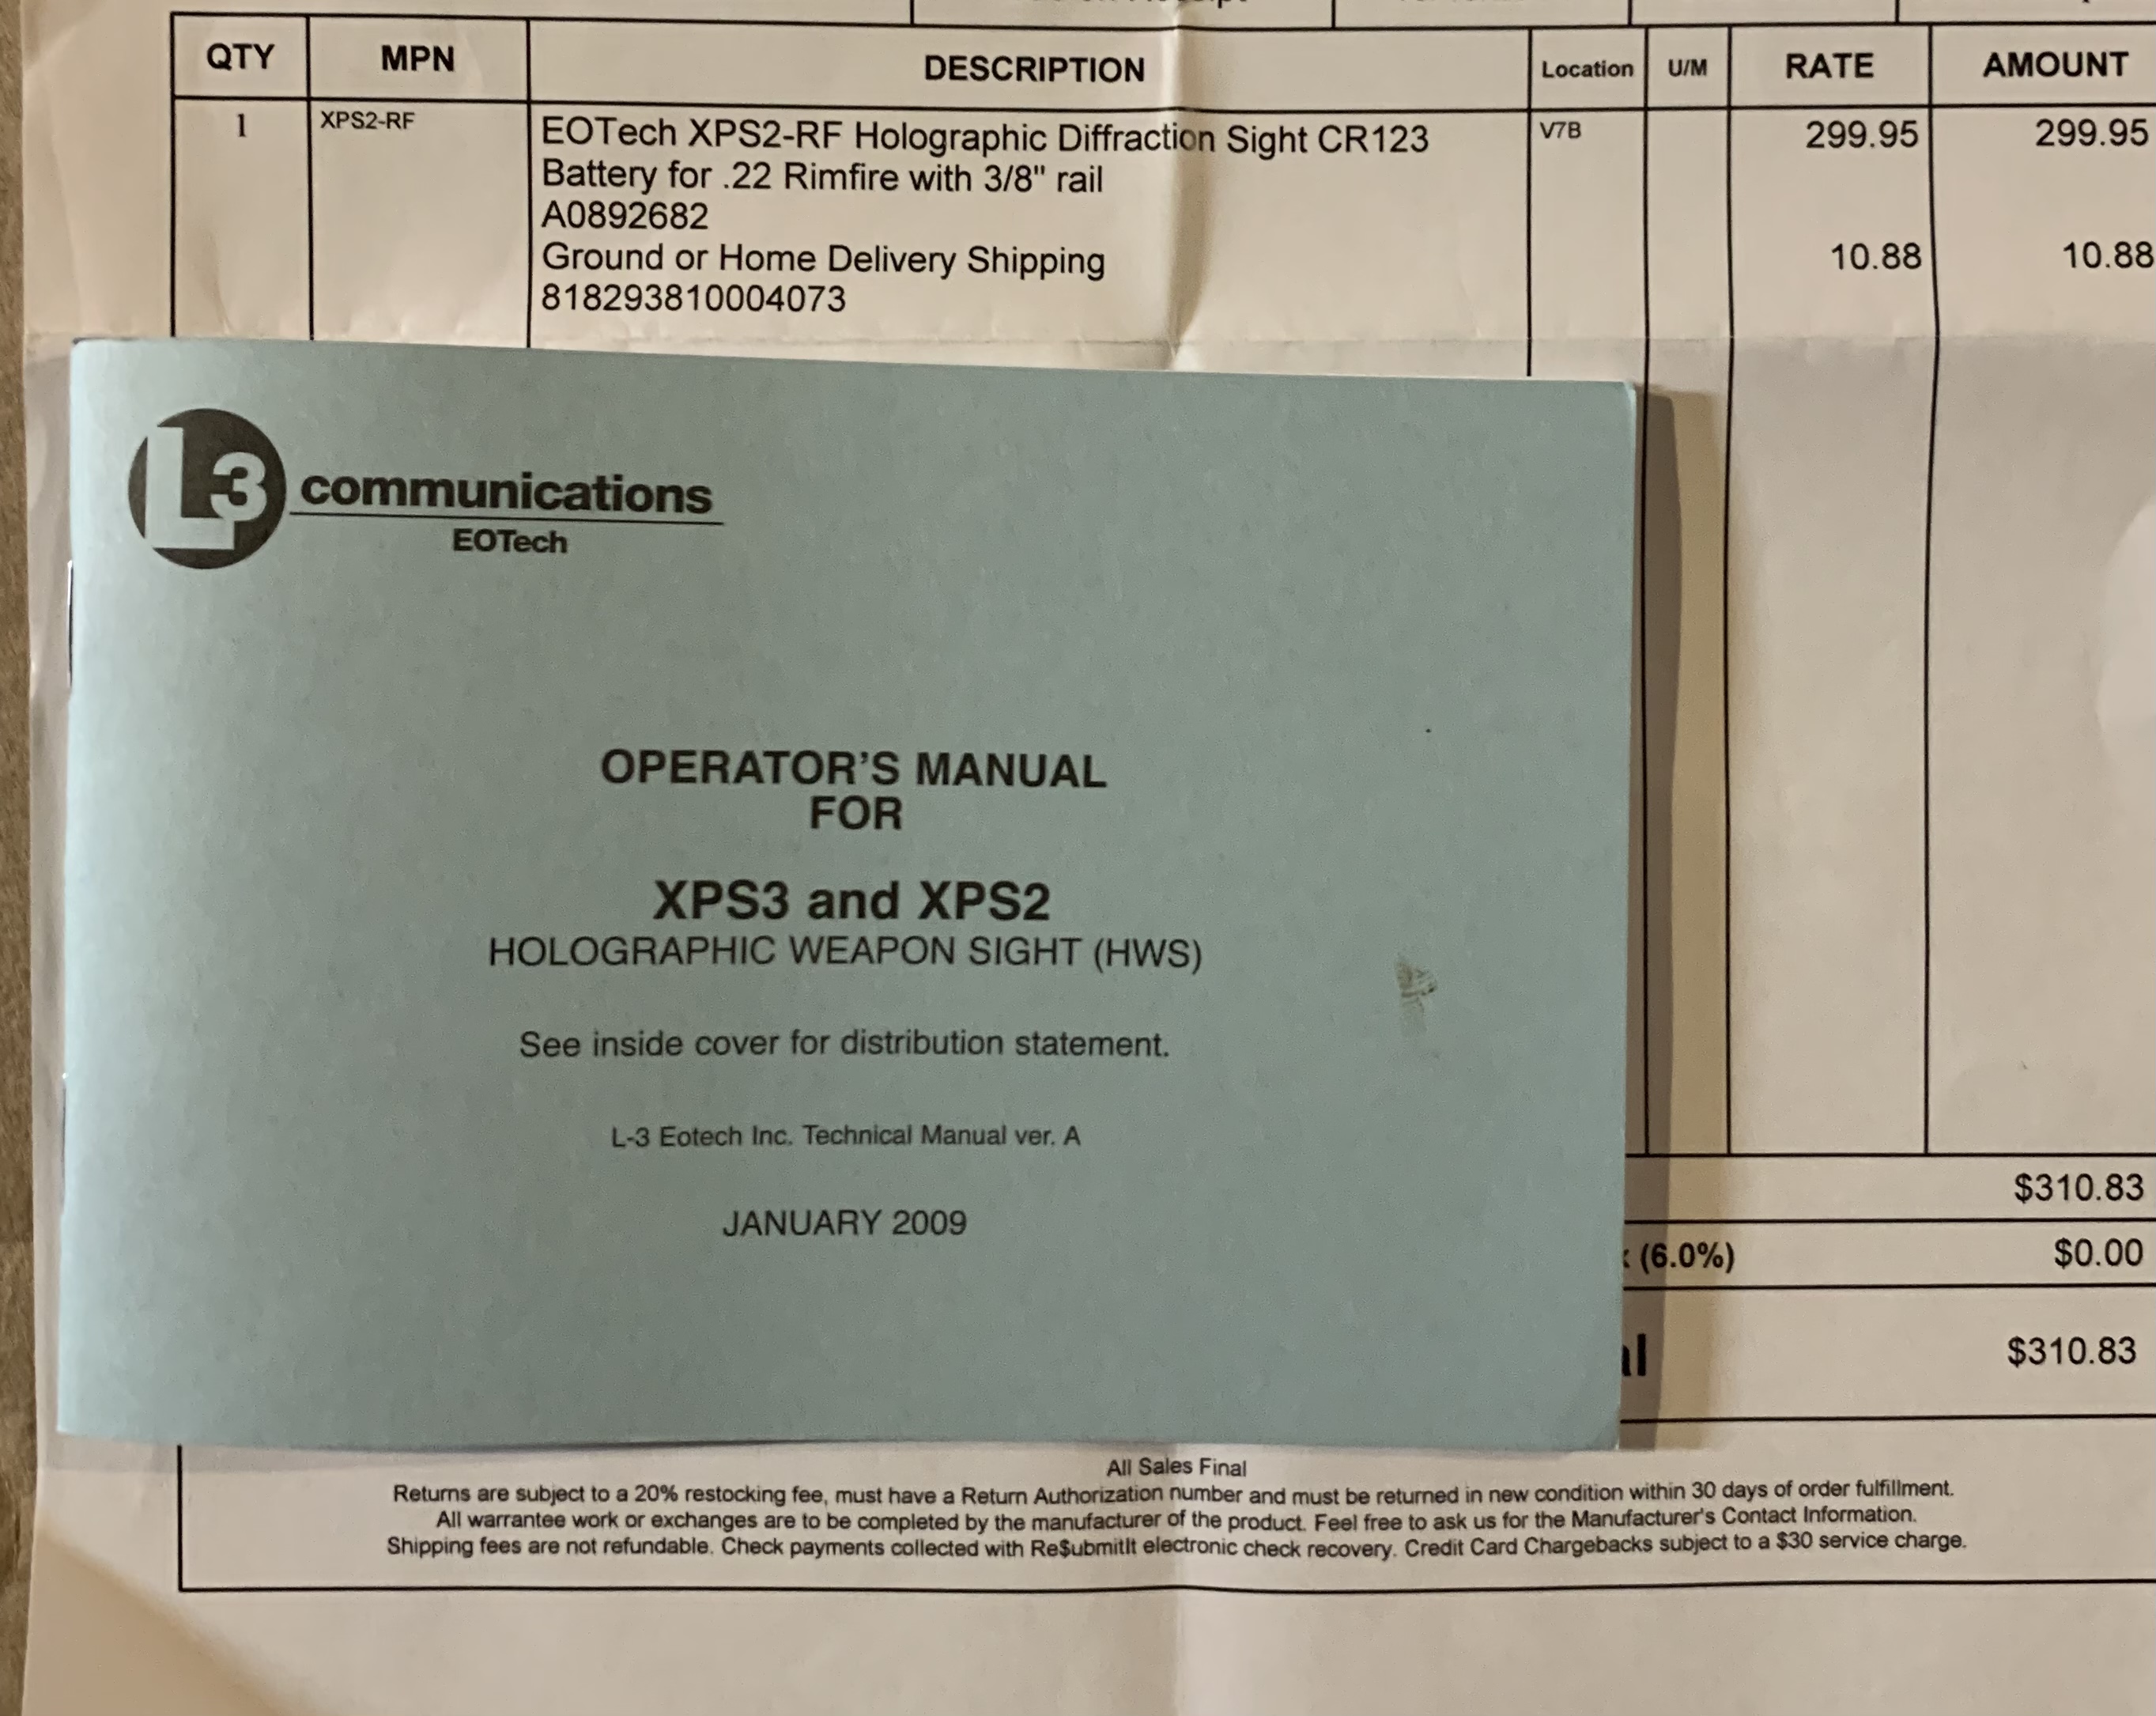 QTY MPN DESCRIPTION Location U/M RATE AMOUNT
1 XPS2-RF EOTech XPS2-RF Holographic Diffraction Sight CR123 V7B 299.95 299.95
Battery for .22 Rimfire with 3/8" rail
A0892682
Ground or Home Delivery Shipping 10.88 10.88
818293810004073
L3 communications
EOTech
OPERATOR'S MANUAL
FOR
XPS3 and XPS2
HOLOGRAPHIC WEAPON SIGHT (HWS)
See inside cover for distribution statement.
L-3 Eotech Inc. Technical Manual ver. A
JANUARY 2009
$310.83
(6.0%) $0.00
$310.83
All Sales Final
Returns are subject to a 20% restocking fee, must have a Return Authorization number and must be returned in new condition within 30 days of order fulfillment.
All warrantee work or exchanges are to be completed by the manufacturer of the product. Feel free to ask us for the Manufacturer's Contact Information.
Shipping fees are not refundable. Check payments collected with Re$ubmitIt electronic check recovery. Credit Card Chargebacks subject to a $30 service charge.